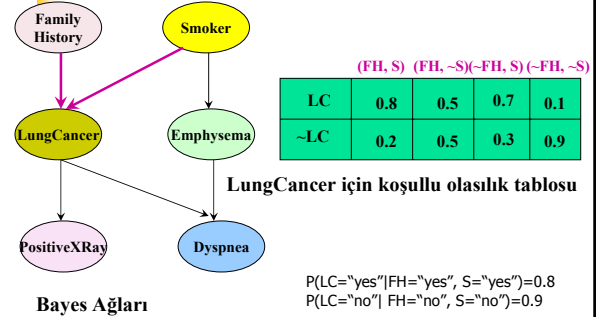 Family
History
Smoker
(FH, S) (FH, ~S)(~FH, S) (~FH, ~S)
LC 0.8 0.5 0.7 0.1
~LC 0.2 0.5 0.3 0.9
LungCancer
Emphysema
LungCancer için koşullu olasılık tablosu
PositiveXRay
Dyspnea
P(LC=“yes”|FH=“yes”, S=“yes”)=0.8
P(LC=“no”| FH=“no”, S=“no”)=0.9
Bayes Ağları